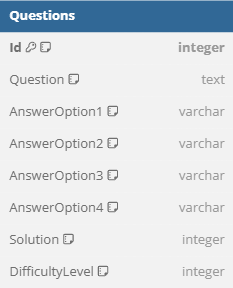 Questions
Id integer
Question text
AnswerOption1 varchar
AnswerOption2 varchar
AnswerOption3 varchar
AnswerOption4 varchar
Solution integer
DifficultyLevel integer